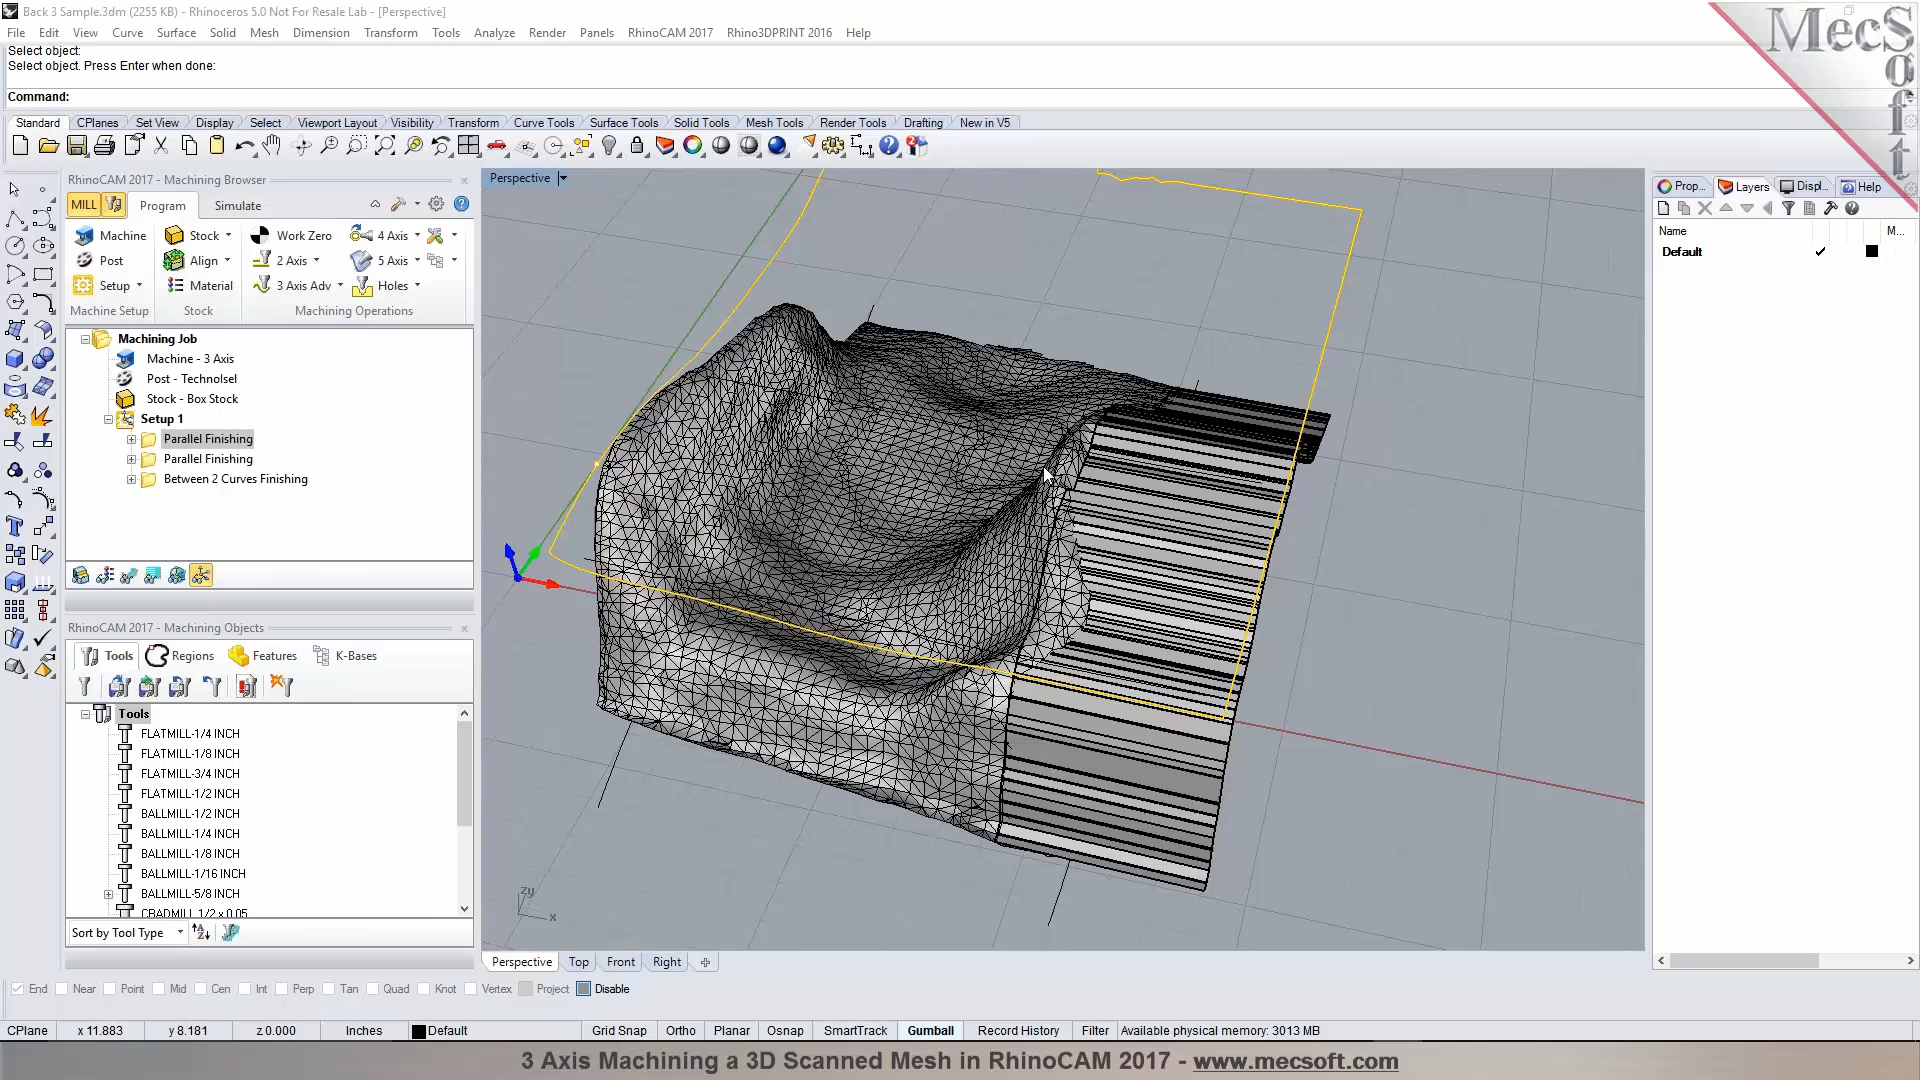 Back 3 Sample.3dm (2255 KB) - Rhinoceros 5.0 Not For Resale Lab - [Perspective]
MecSoft
File Edit View Curve Surface Solid Mesh Dimension Transform Tools Analyze Render Panels RhinoCAM 2017 Rhino3DPRINT 2016 Help
Select object:
Select object. Press Enter when done:
Command:
Standard CPlanes Set View Display Select Viewport Layout Visibility Transform Curve Tools Surface Tools Solid Tools Mesh Tools Render Tools Drafting New in V5
RhinoCAM 2017 - Machining Browser
MILL Program Simulate
Machine Stock Work Zero 4 Axis
Post Align 2 Axis 5 Axis
Setup Material 3 Axis Adv Holes
Machine Setup Stock Machining Operations
Machining Job
Machine - 3 Axis
Post - Technolsel
Stock - Box Stock
Setup 1
Parallel Finishing
Parallel Finishing
Between 2 Curves Finishing
RhinoCAM 2017 - Machining Objects
Tools Regions Features K-Bases
Tools
FLATMILL-1/4 INCH
FLATMILL-1/8 INCH
FLATMILL-3/4 INCH
FLATMILL-1/2 INCH
BALLMILL-1/2 INCH
BALLMILL-1/4 INCH
BALLMILL-1/8 INCH
BALLMILL-1/16 INCH
BALLMILL-5/8 INCH
CRADMILL 1/2 x 0.05
Sort by Tool Type
Perspective
zy
x
Perspective Top Front Right
Prop... Layers Displ... Help
Name M...
Default
End Near Point Mid Cen Int Perp Tan Quad Knot Vertex Project Disable
CPlane x 11.883 y 8.181 z 0.000 Inches Default Grid Snap Ortho Planar Osnap SmartTrack Gumball Record History Filter Available physical memory: 3013 MB
3 Axis Machining a 3D Scanned Mesh in RhinoCAM 2017 - www.mecsoft.com